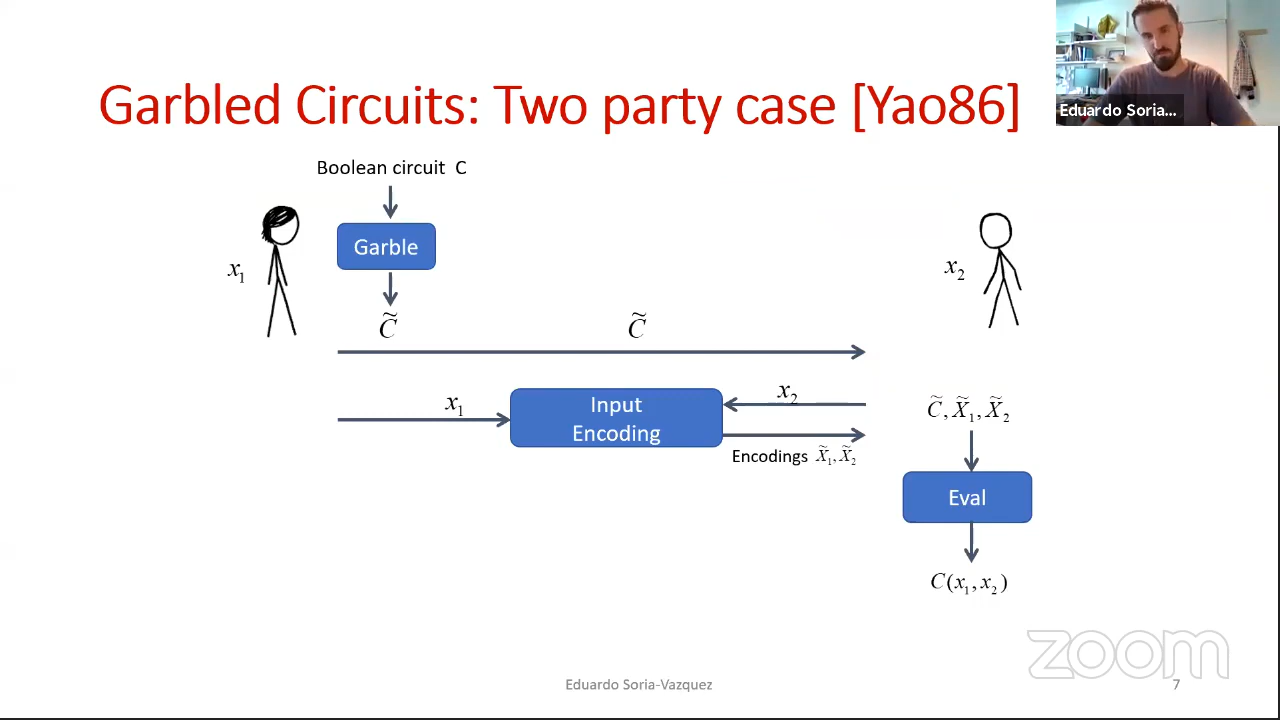 Garbled Circuits: Two party case [Yao86]
Eduardo Soria...
Boolean circuit C
Garble
x₁
x₂
C̃
C̃
x₁
Input
Encoding
x₂
Encodings X̃₁, X̃₂
C̃, X̃₁, X̃₂
Eval
C(x₁, x₂)
zoom
Eduardo Soria-Vazquez
7